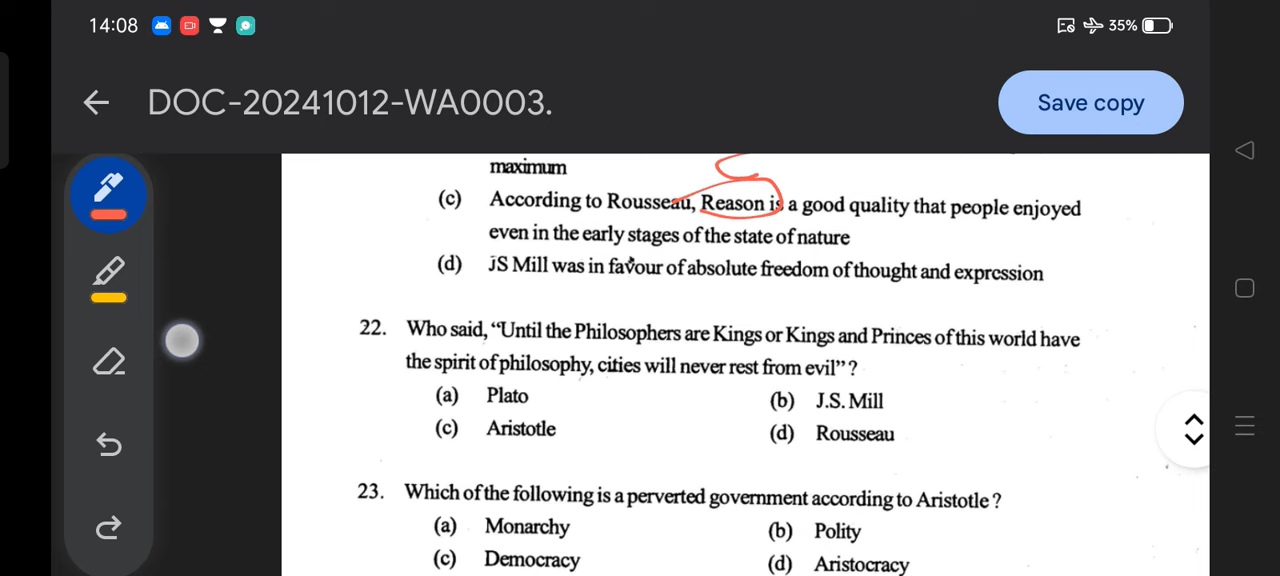 14:08
35%
DOC-20241012-WA0003.
Save copy
maximum
(c) According to Rousseau, Reason is a good quality that people enjoyed
even in the early stages of the state of nature
(d) JS Mill was in favour of absolute freedom of thought and expression
22. Who said, “Until the Philosophers are Kings or Kings and Princes of this world have
the spirit of philosophy, cities will never rest from evil”?
(a) Plato (b) J.S. Mill
(c) Aristotle (d) Rousseau
23. Which of the following is a perverted government according to Aristotle?
(a) Monarchy (b) Polity
(c) Democracy (d) Aristocracy